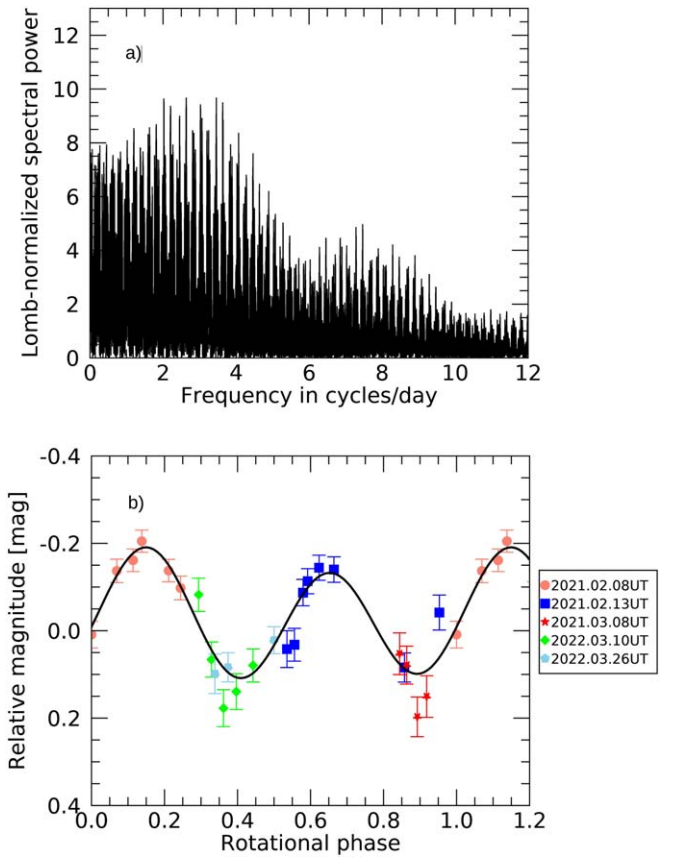 12
a)
10
8
6
4
2
0
Lomb-normalized spectral power
0 2 4 6 8 10 12
Frequency in cycles/day
-0.4
b)
-0.2
0.0
0.2
0.4
Relative magnitude [mag]
2021.02.08UT
2021.02.13UT
2021.03.08UT
2022.03.10UT
2022.03.26UT
0.0 0.2 0.4 0.6 0.8 1.0 1.2
Rotational phase